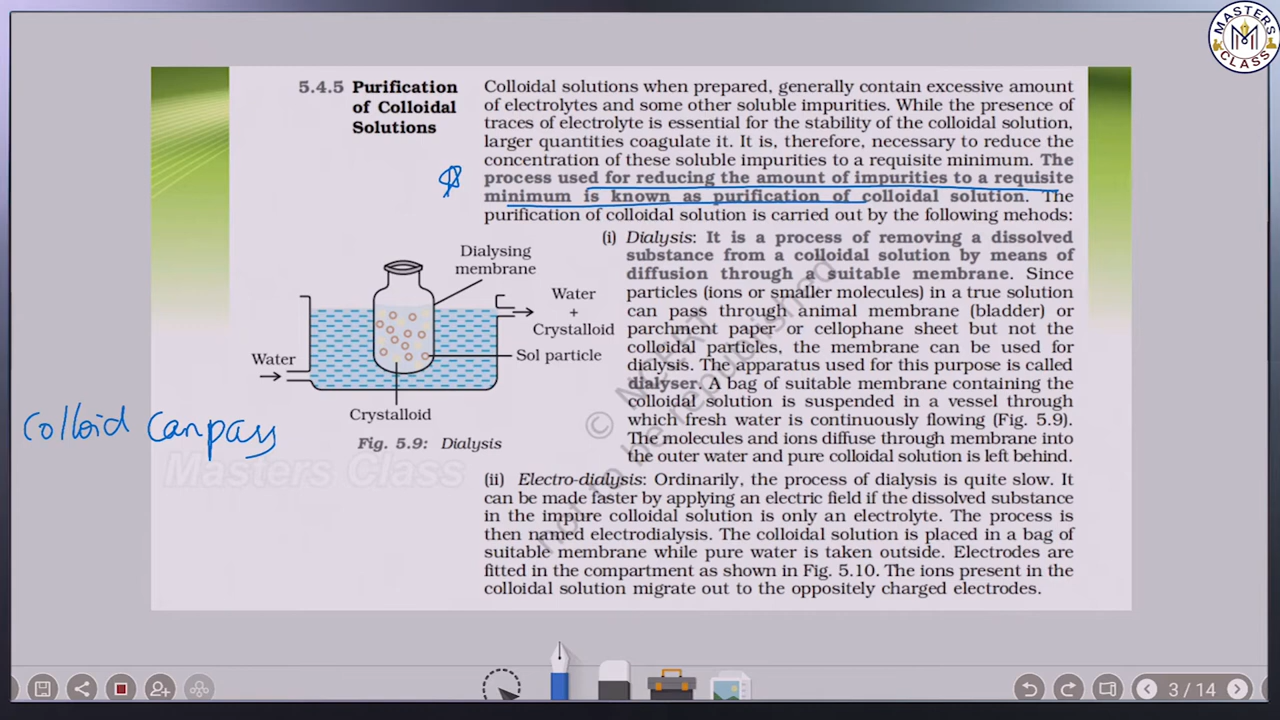 MASTERS
CLASS
5.4.5 Purification
of Colloidal
Solutions
Colloidal solutions when prepared, generally contain excessive amount
of electrolytes and some other soluble impurities. While the presence of
traces of electrolyte is essential for the stability of the colloidal solution,
larger quantities coagulate it. It is, therefore, necessary to reduce the
concentration of these soluble impurities to a requisite minimum. The
process used for reducing the amount of impurities to a requisite
minimum is known as purification of colloidal solution. The
purification of colloidal solution is carried out by the following mehods:
(i) Dialysis: It is a process of removing a dissolved
substance from a colloidal solution by means of
diffusion through a suitable membrane. Since
particles (ions or smaller molecules) in a true solution
can pass through animal membrane (bladder) or
parchment paper or cellophane sheet but not the
colloidal particles, the membrane can be used for
dialysis. The apparatus used for this purpose is called
dialyser. A bag of suitable membrane containing the
colloidal solution is suspended in a vessel through
which fresh water is continuously flowing (Fig. 5.9).
The molecules and ions diffuse through membrane into
the outer water and pure colloidal solution is left behind.
Dialysing
membrane
Water
+
Crystalloid
Sol particle
Water
Crystalloid
Fig. 5.9: Dialysis
Colloid can pass
Masters Class
(ii) Electro-dialysis: Ordinarily, the process of dialysis is quite slow. It
can be made faster by applying an electric field if the dissolved substance
in the impure colloidal solution is only an electrolyte. The process is
then named electrodialysis. The colloidal solution is placed in a bag of
suitable membrane while pure water is taken outside. Electrodes are
fitted in the compartment as shown in Fig. 5.10. The ions present in the
colloidal solution migrate out to the oppositely charged electrodes.
© NCERT
not to be republished
3 / 14